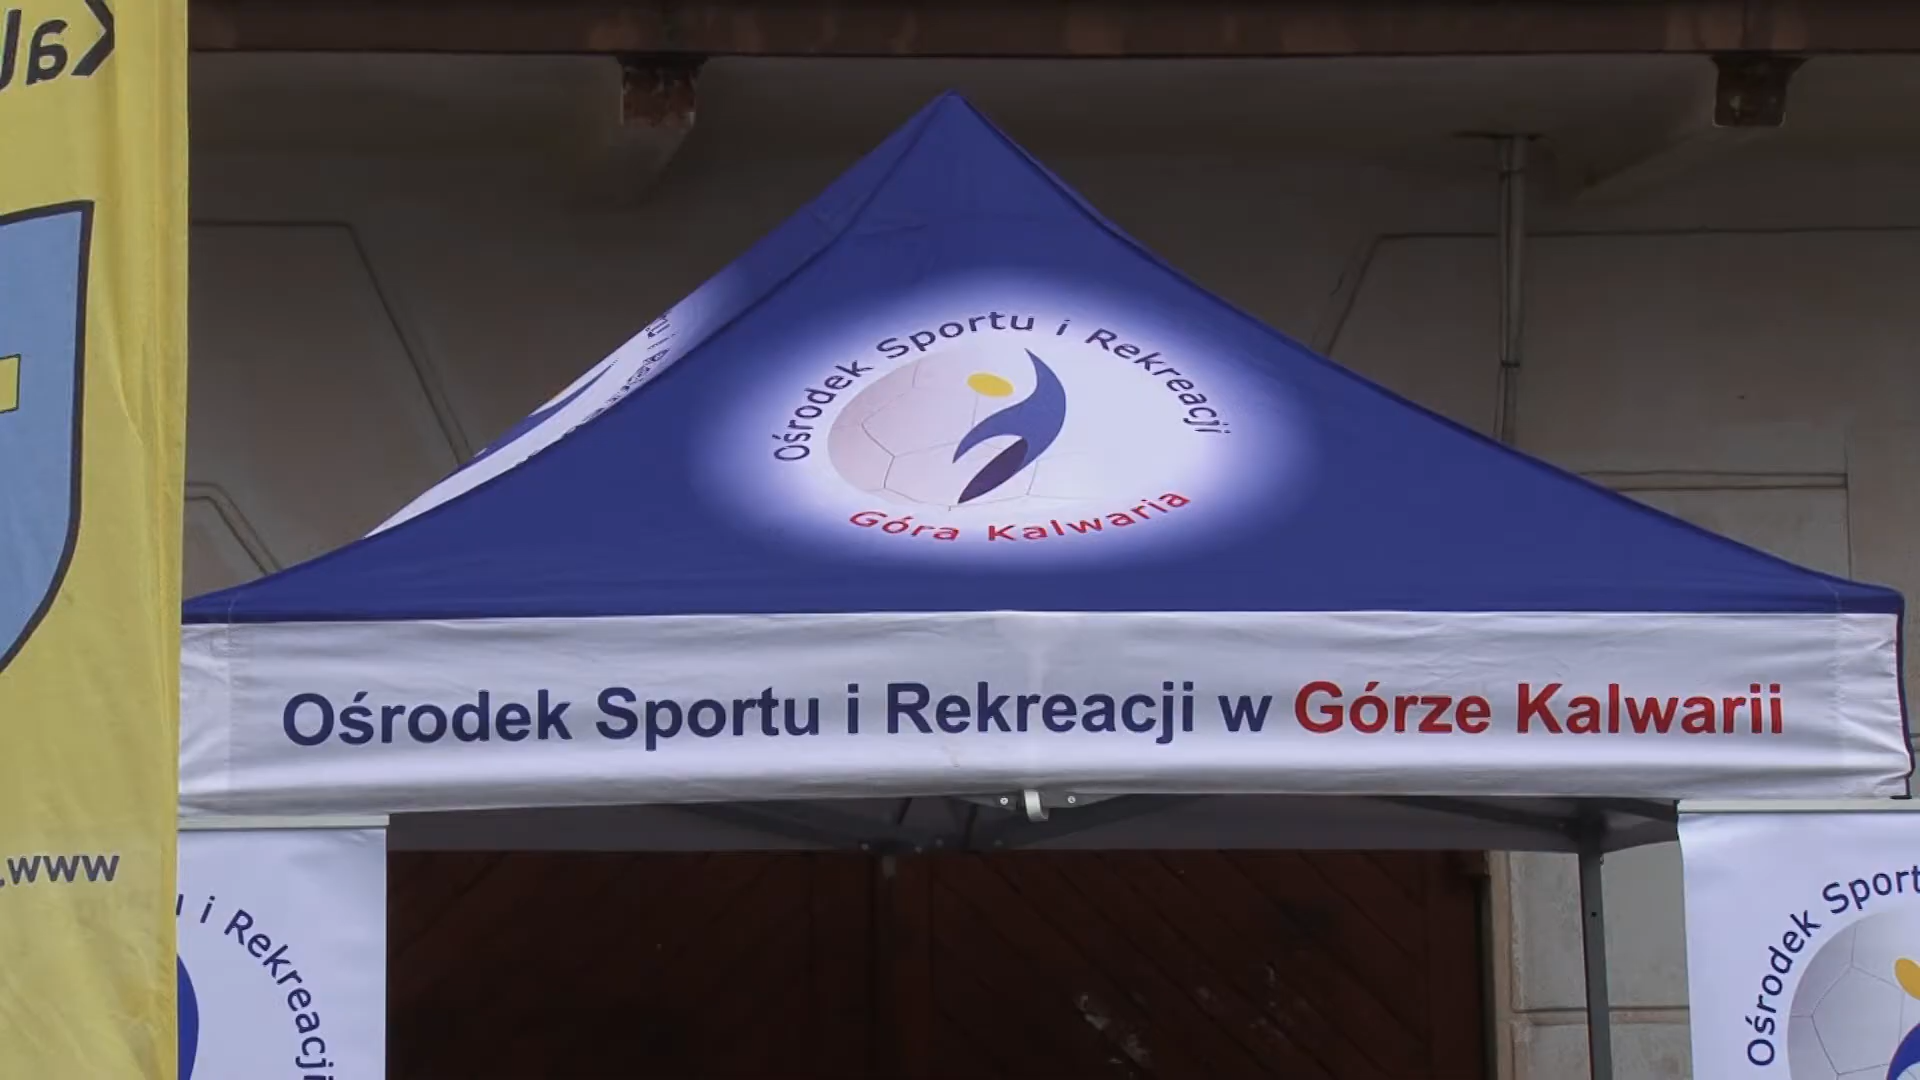 Ośrodek Sportu i Rekreacji
Góra Kalwaria
Ośrodek Sportu i Rekreacji w Górze Kalwarii
www.
i Rekreacji
Ośrodek Sport